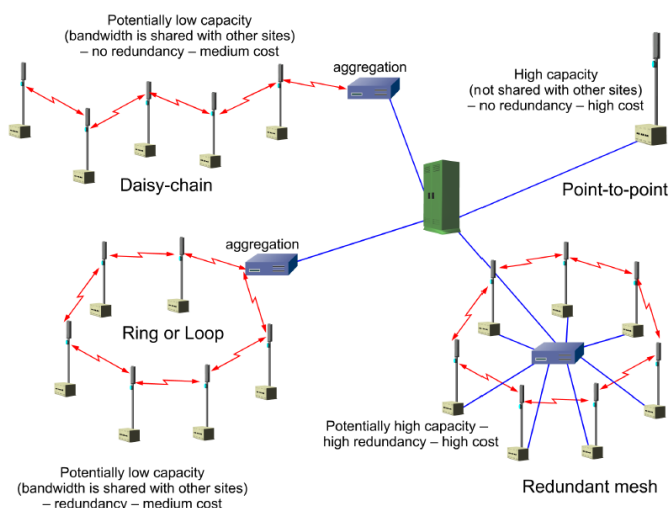 Potentially low capacity
(bandwidth is shared with other sites)
– no redundancy – medium cost
aggregation
High capacity
(not shared with other sites)
– no redundancy – high cost
Daisy-chain
Point-to-point
aggregation
Ring or Loop
Potentially high capacity –
high redundancy – high cost
Potentially low capacity
(bandwidth is shared with other sites)
– redundancy – medium cost
Redundant mesh